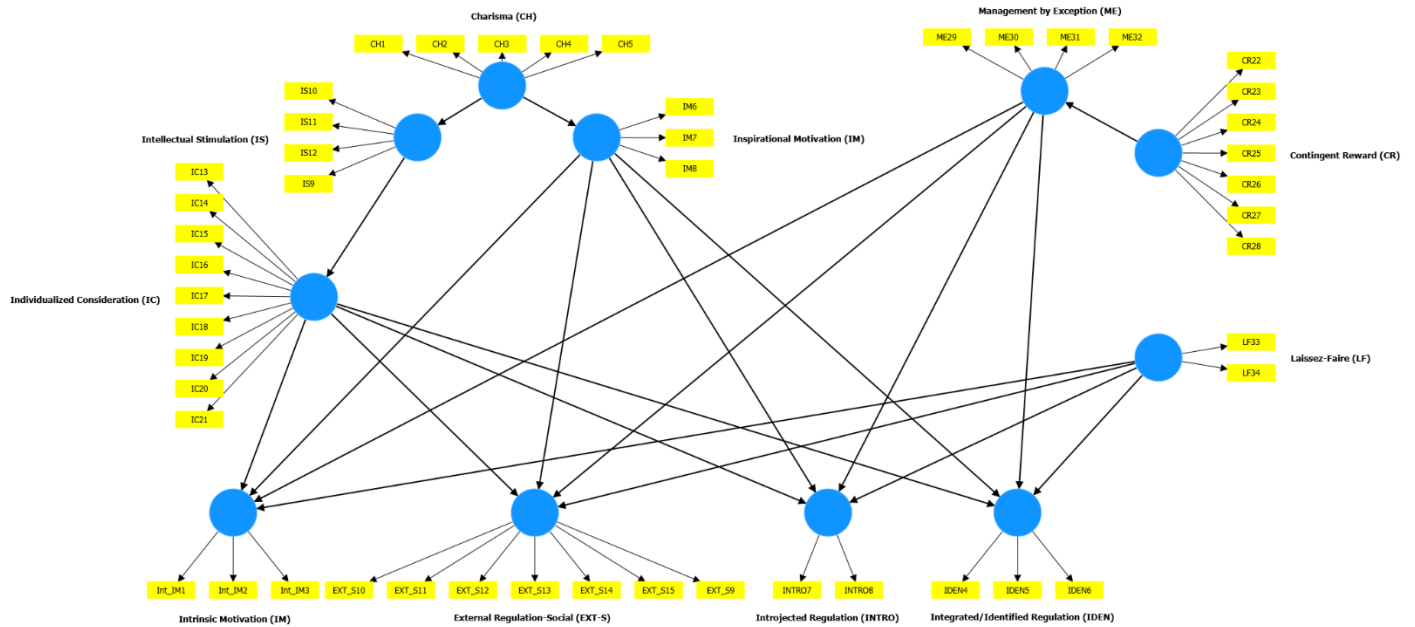 Charisma (CH)
Management by Exception (ME)
CH1
CH2
CH3
CH4
CH5
ME29
ME30
ME31
ME32
IS10
IS11
IS12
IS9
Intellectual Stimulation (IS)
IM6
IM7
IM8
Inspirational Motivation (IM)
CR22
CR23
CR24
CR25
CR26
CR27
CR28
Contingent Reward (CR)
IC13
IC14
IC15
IC16
IC17
IC18
IC19
IC20
IC21
Individualized Consideration (IC)
LF33
LF34
Laissez-Faire (LF)
Int_IM1
Int_IM2
Int_IM3
EXT_S10
EXT_S11
EXT_S12
EXT_S13
EXT_S14
EXT_S15
EXT_S9
INTRO7
INTRO8
IDEN4
IDEN5
IDEN6
Intrinsic Motivation (IM)
External Regulation-Social (EXT-S)
Introjected Regulation (INTRO)
Integrated/Identified Regulation (IDEN)